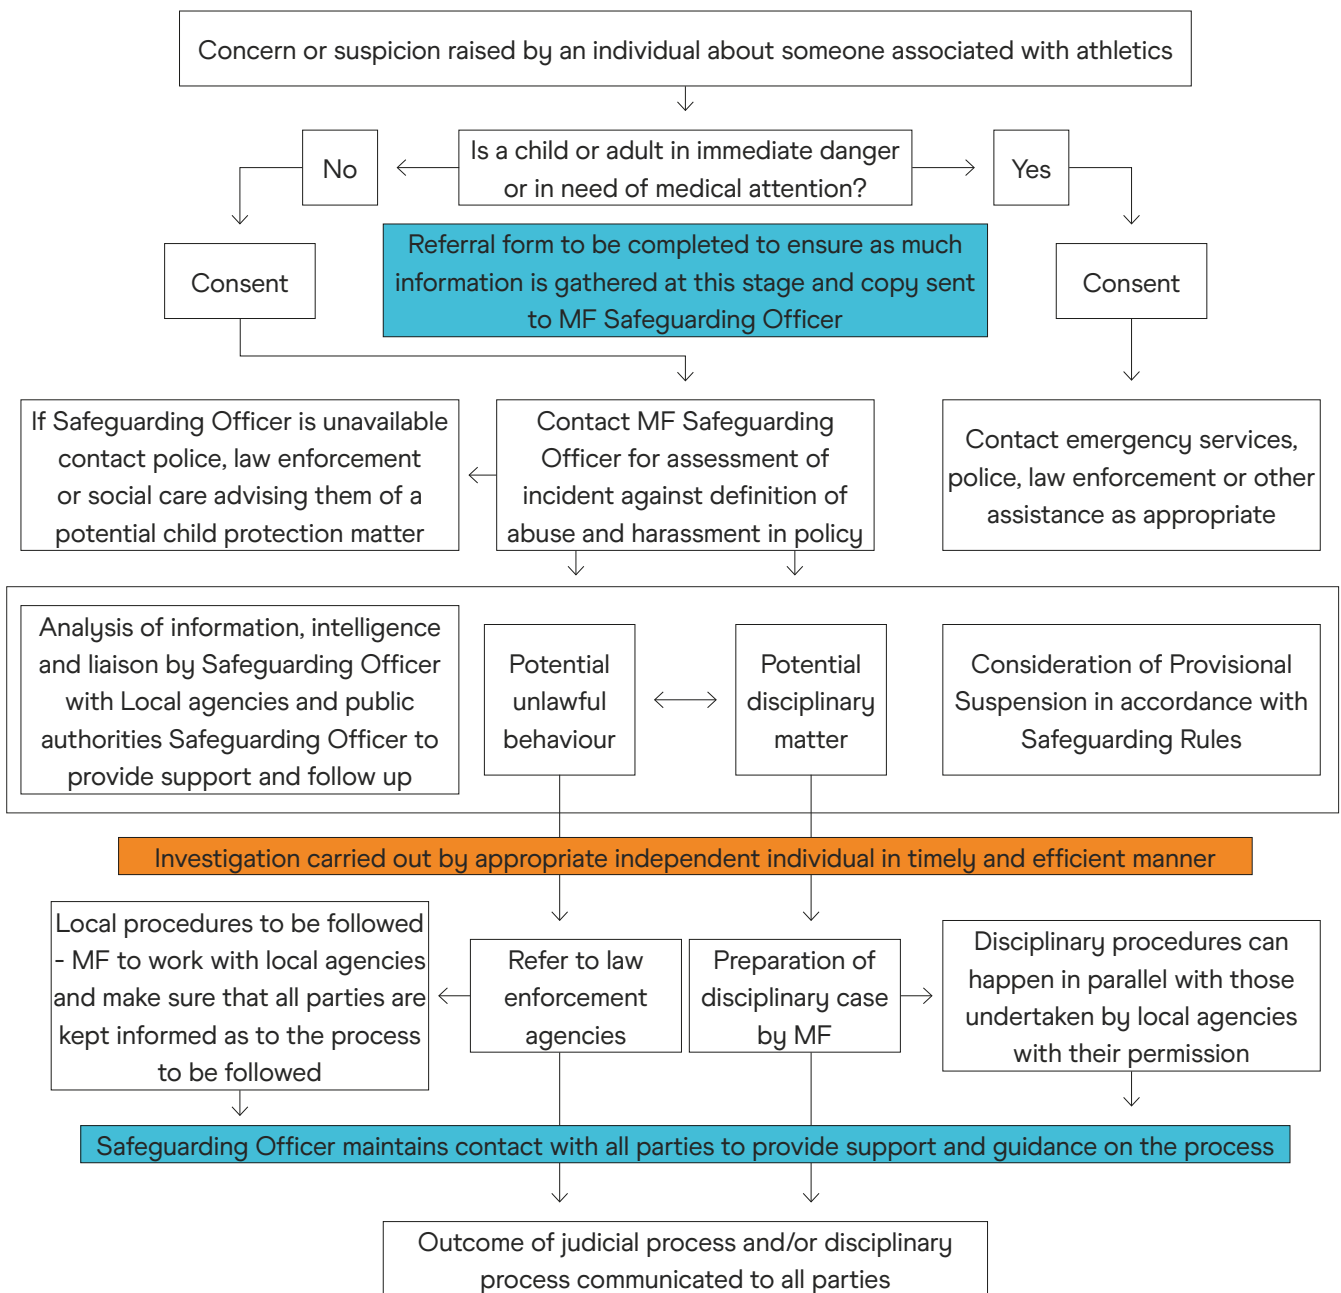 Concern or suspicion raised by an individual about someone associated with athletics
No
Is a child or adult in immediate danger
or in need of medical attention?
Yes
Consent
Referral form to be completed to ensure as much
information is gathered at this stage and copy sent
to MF Safeguarding Officer
Consent
If Safeguarding Officer is unavailable
contact police, law enforcement
or social care advising them of a
potential child protection matter
Contact MF Safeguarding
Officer for assessment of
incident against definition of
abuse and harassment in policy
Contact emergency services,
police, law enforcement or other
assistance as appropriate
Analysis of information, intelligence
and liaison by Safeguarding Officer
with Local agencies and public
authorities Safeguarding Officer to
provide support and follow up
Potential
unlawful
behaviour
Potential
disciplinary
matter
Consideration of Provisional
Suspension in accordance with
Safeguarding Rules
Investigation carried out by appropriate independent individual in timely and efficient manner
Local procedures to be followed
- MF to work with local agencies
and make sure that all parties are
kept informed as to the process
to be followed
Refer to law
enforcement
agencies
Preparation of
disciplinary case
by MF
Disciplinary procedures can
happen in parallel with those
undertaken by local agencies
with their permission
Safeguarding Officer maintains contact with all parties to provide support and guidance on the process
Outcome of judicial process and/or disciplinary
process communicated to all parties